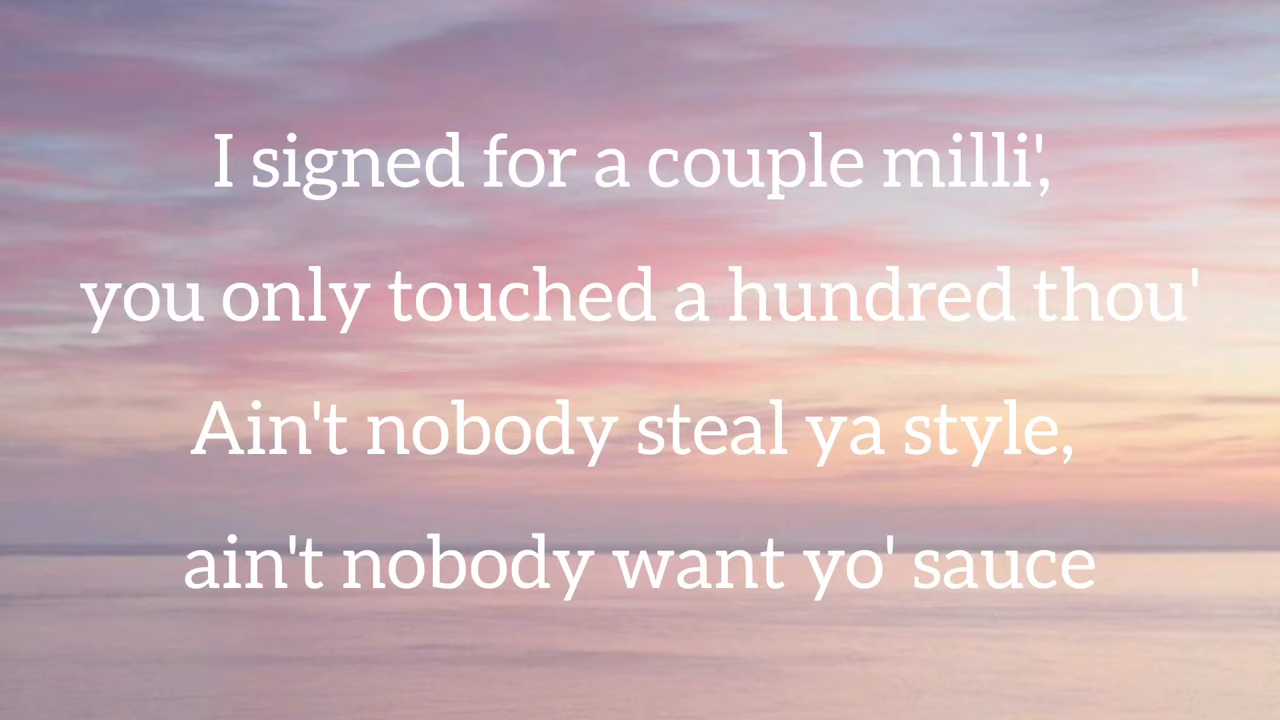 I signed for a couple milli',
you only touched a hundred thou'
Ain't nobody steal ya style,
ain't nobody want yo' sauce